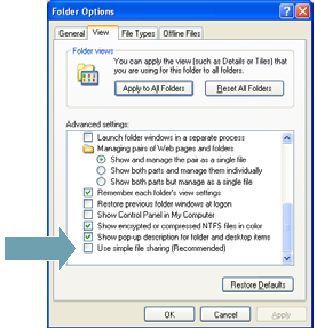 Folder Options
General
View
File Types
Offline Files
Folder views
You can apply the view (such as Details or Tiles) that
you are using for this folder to all folders.
Apply to All Folders
Reset All Folders
Advanced settings:
Launch folder windows in a separate process
Managing pairs of Web pages and folders
Show and manage the pair as a single file
Show both parts and manage them individually
Show both parts but manage as a single file
Remember each folder's view settings
Restore previous folder windows at logon
Show Control Panel in My Computer
Show encrypted or compressed NTFS files in color
Show pop-up description for folder and desktop items
Use simple file sharing (Recommended)
Restore Defaults
OK
Cancel
Apply